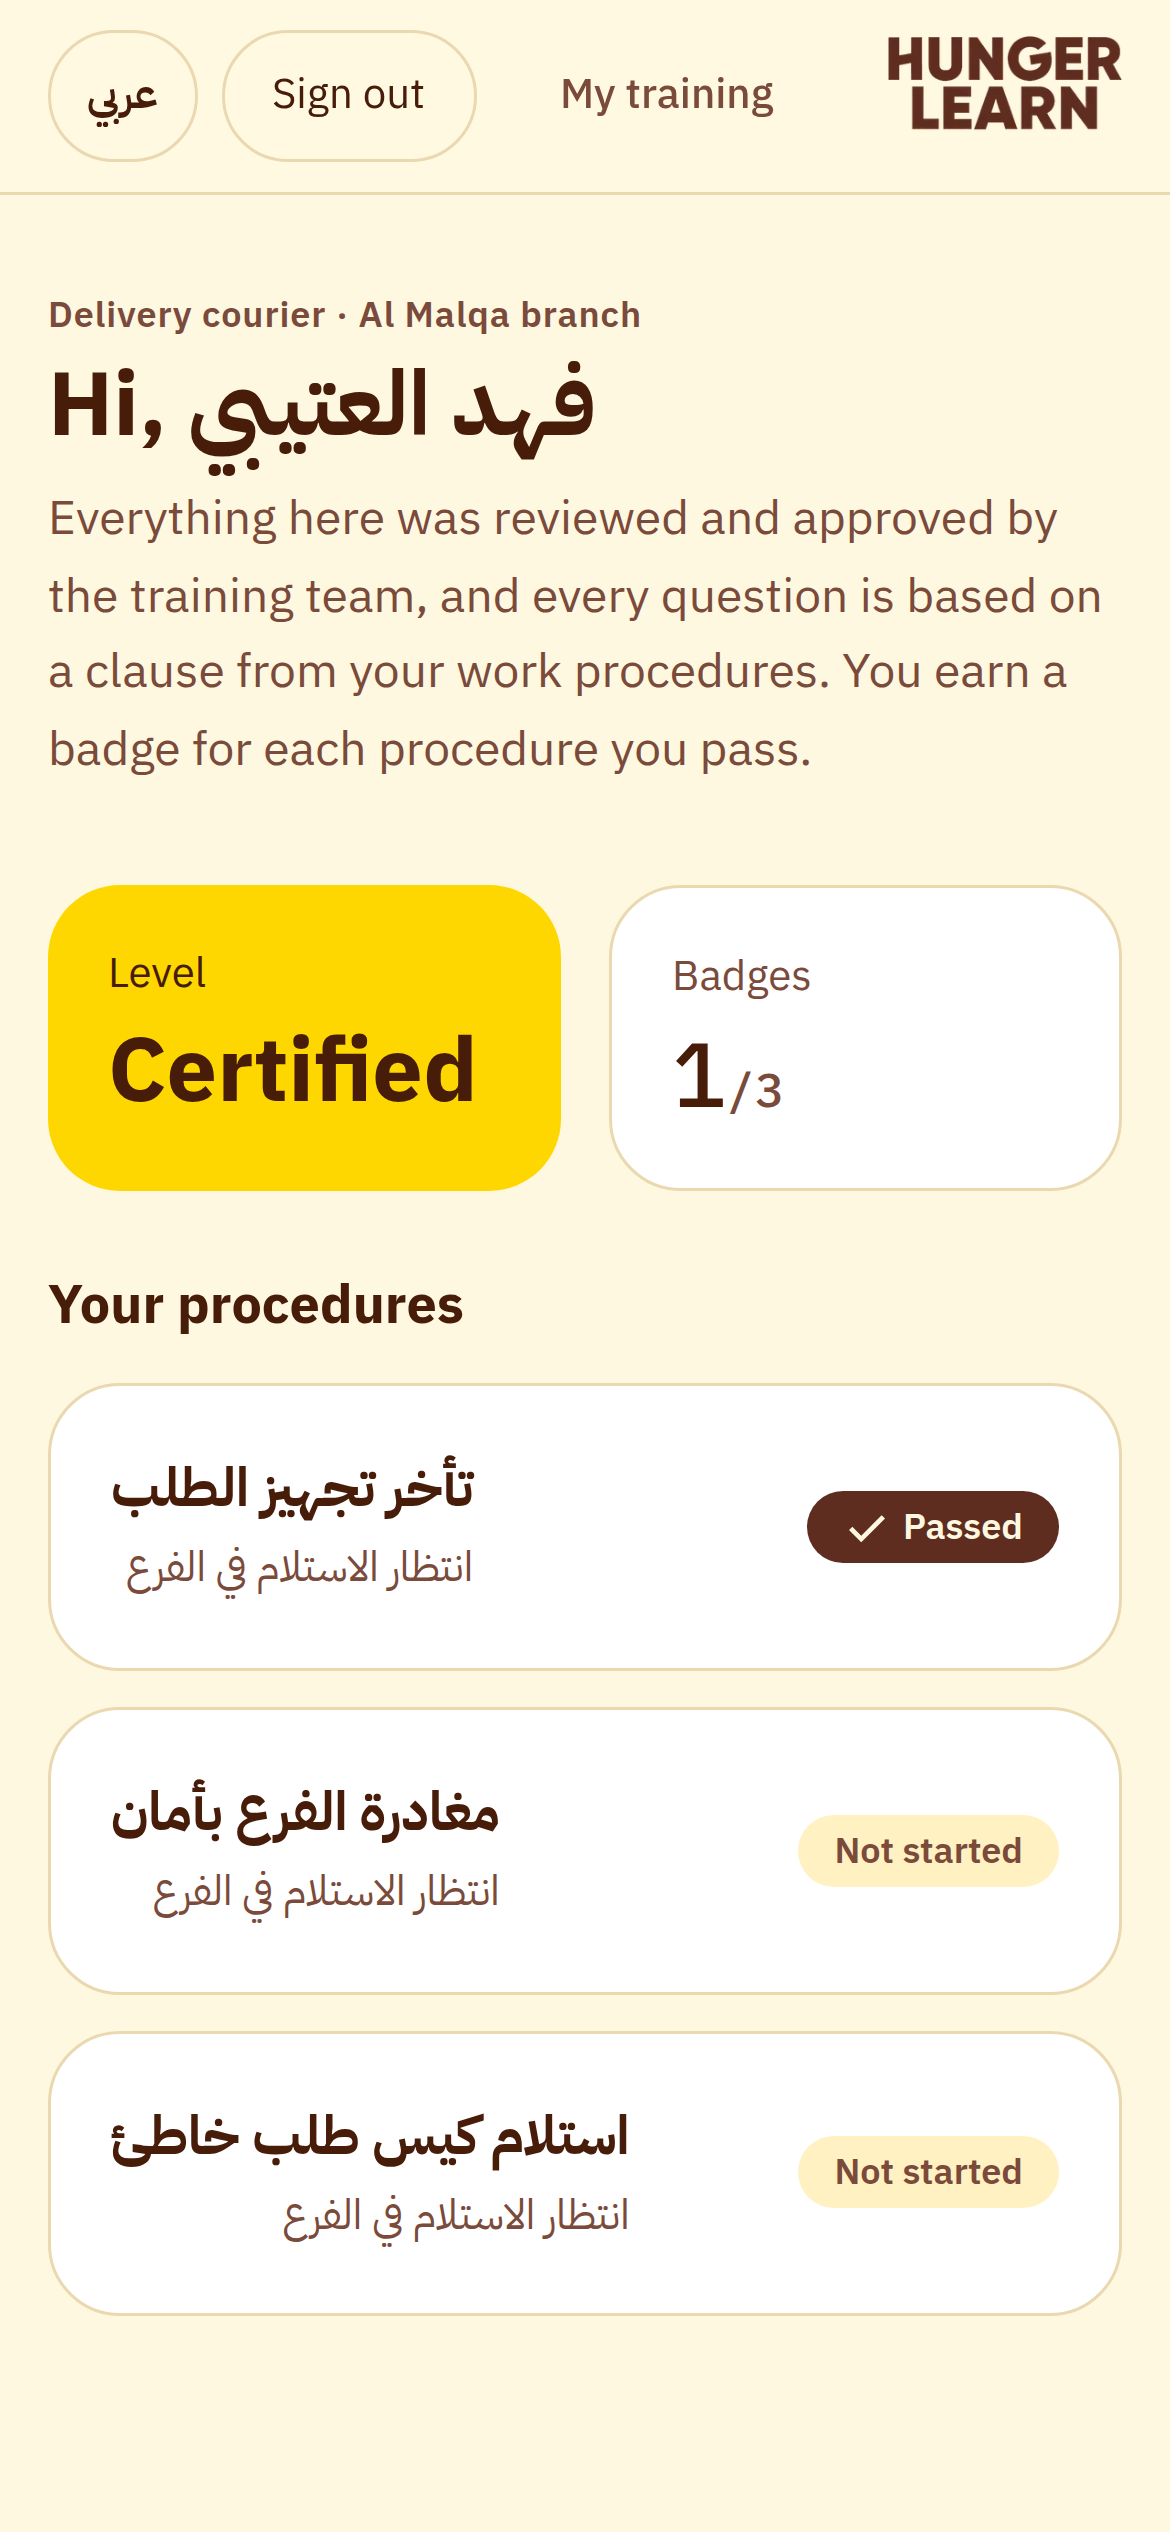 عربي
Sign out
My training
HUNGER
LEARN
Delivery courier · Al Malqa branch
Hi, فهد العتيبي
Everything here was reviewed and approved by
the training team, and every question is based on
a clause from your work procedures. You earn a
badge for each procedure you pass.
Level
Certified
Badges
1/3
Your procedures
تأخر تجهيز الطلب
انتظار الاستلام في الفرع
Passed
مغادرة الفرع بأمان
انتظار الاستلام في الفرع
Not started
استلام كيس طلب خاطئ
انتظار الاستلام في الفرع
Not started